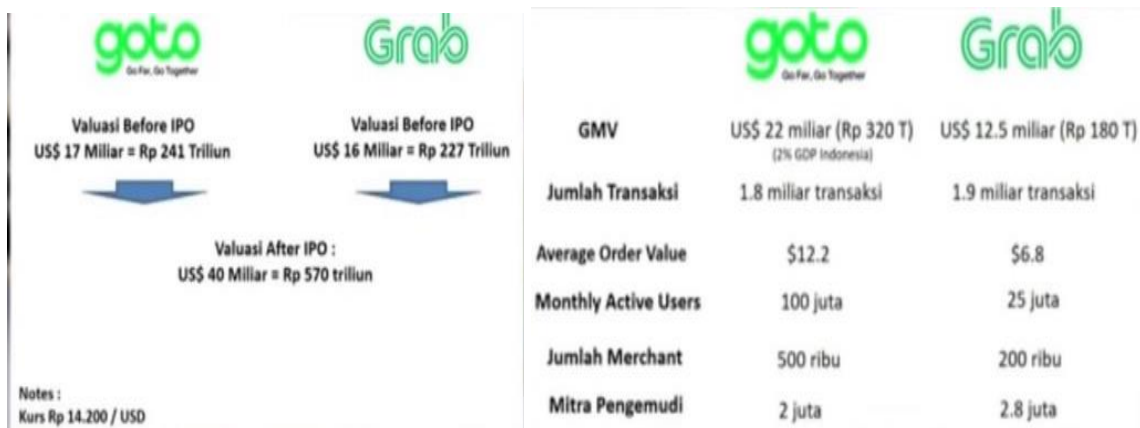 goto
Go Far, Go Together
Grab
Valuasi Before IPO
US$ 17 Miliar = Rp 241 Triliun
Valuasi Before IPO
US$ 16 Miliar = Rp 227 Triliun
Valuasi After IPO :
US$ 40 Miliar = Rp 570 triliun
Notes :
Kurs Rp 14.200 / USD
goto
Go Far, Go Together
Grab
GMV US$ 22 miliar (Rp 320 T) US$ 12.5 miliar (Rp 180 T)
(2% GDP Indonesia)
Jumlah Transaksi 1.8 miliar transaksi 1.9 miliar transaksi
Average Order Value $12.2 $6.8
Monthly Active Users 100 juta 25 juta
Jumlah Merchant 500 ribu 200 ribu
Mitra Pengemudi 2 juta 2.8 juta